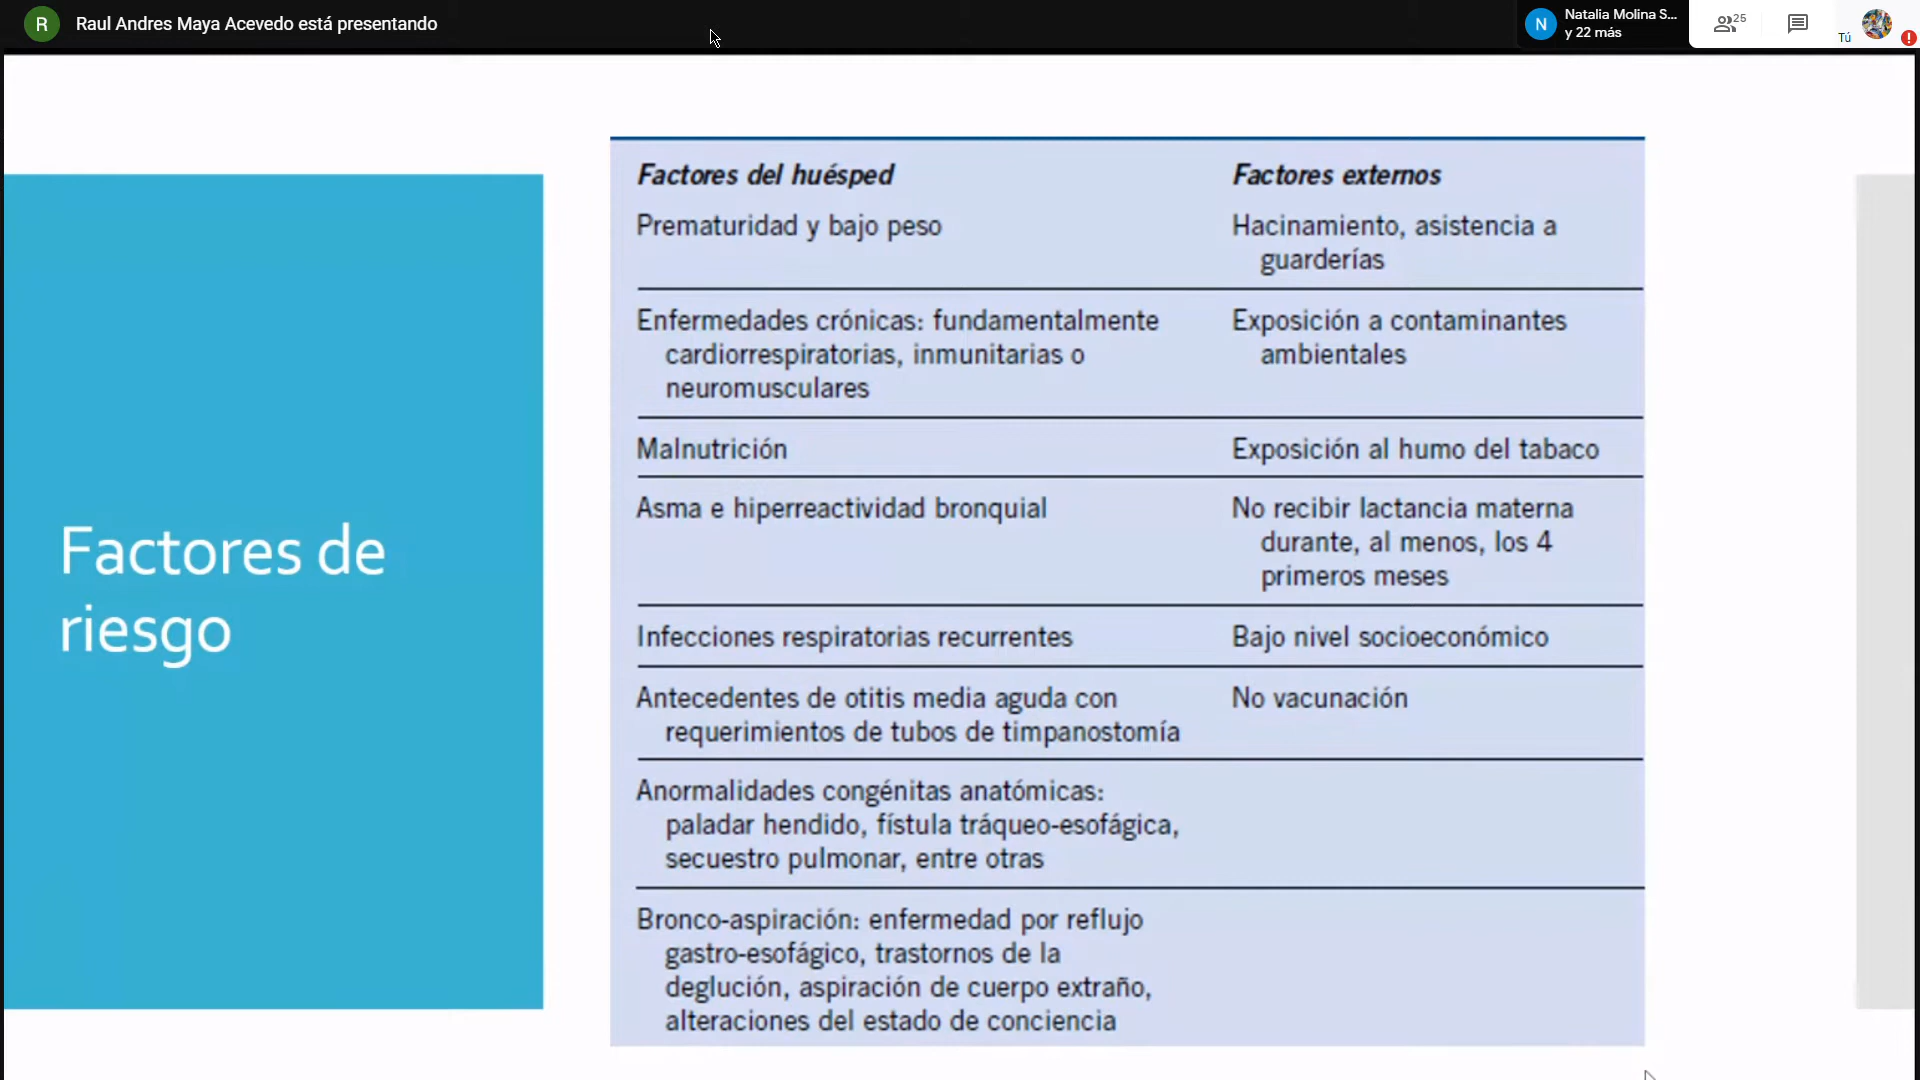 R Raul Andres Maya Acevedo está presentando
N Natalia Molina S...
y 22 más
25
Tú
Factores de
riesgo
Factores del huésped Factores externos
Prematuridad y bajo peso Hacinamiento, asistencia a
guarderías
Enfermedades crónicas: fundamentalmente Exposición a contaminantes
cardiorrespiratorias, inmunitarias o ambientales
neuromusculares
Malnutrición Exposición al humo del tabaco
Asma e hiperreactividad bronquial No recibir lactancia materna
durante, al menos, los 4
primeros meses
Infecciones respiratorias recurrentes Bajo nivel socioeconómico
Antecedentes de otitis media aguda con No vacunación
requerimientos de tubos de timpanostomía
Anormalidades congénitas anatómicas:
paladar hendido, fístula tráqueo-esofágica,
secuestro pulmonar, entre otras
Bronco-aspiración: enfermedad por reflujo
gastro-esofágico, trastornos de la
deglución, aspiración de cuerpo extraño,
alteraciones del estado de conciencia